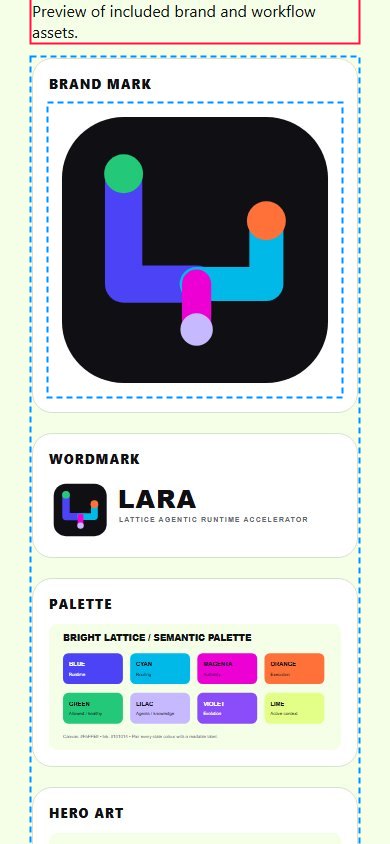 Preview of included brand and workflow
assets.
BRAND MARK
WORDMARK
LARA
LATTICE AGENTIC RUNTIME ACCELERATOR
PALETTE
BRIGHT LATTICE / SEMANTIC PALETTE
BLUE
Runtime
CYAN
Routing
MAGENTA
ORANGE
Execution
GREEN
Allowed / healthy
LILAC
Agents / knowledge
VIOLET
Evolution
LIME
Active context
HERO ART